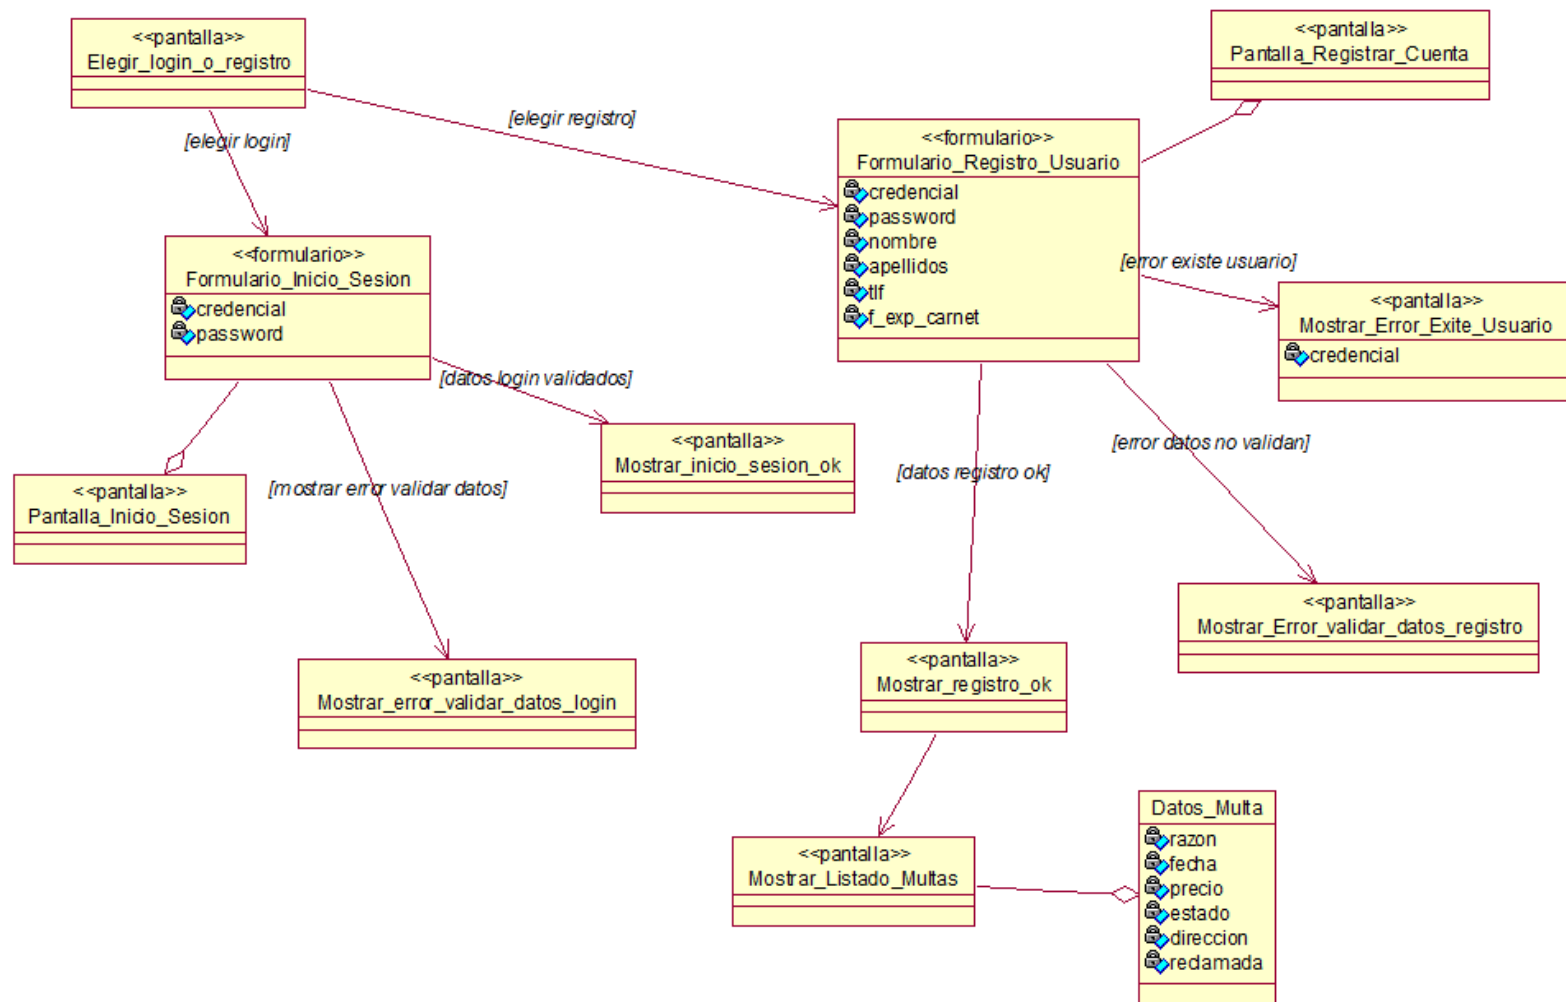 <<pantalla>>
Elegir_login_o_registro
[elegir login]
[elegir registro]
<<pantalla>>
Pantalla_Registrar_Cuenta
<<formulario>>
Formulario_Registro_Usuario
credencial
password
nombre
apellidos
tlf
f_exp_carnet
<<formulario>>
Formulario_Inicio_Sesion
credencial
password
[error existe usuario]
<<pantalla>>
Mostrar_Error_Exite_Usuario
credencial
[datos login validados]
<<pantalla>>
Mostrar_inicio_sesion_ok
[mostrar error validar datos]
<<pantalla>>
Pantalla_Inicio_Sesion
[datos registro ok]
[error datos no validan]
<<pantalla>>
Mostrar_Error_validar_datos_registro
<<pantalla>>
Mostrar_error_validar_datos_login
<<pantalla>>
Mostrar_registro_ok
<<pantalla>>
Mostrar_Listado_Multas
Datos_Multa
razon
fecha
precio
estado
direccion
reclamada